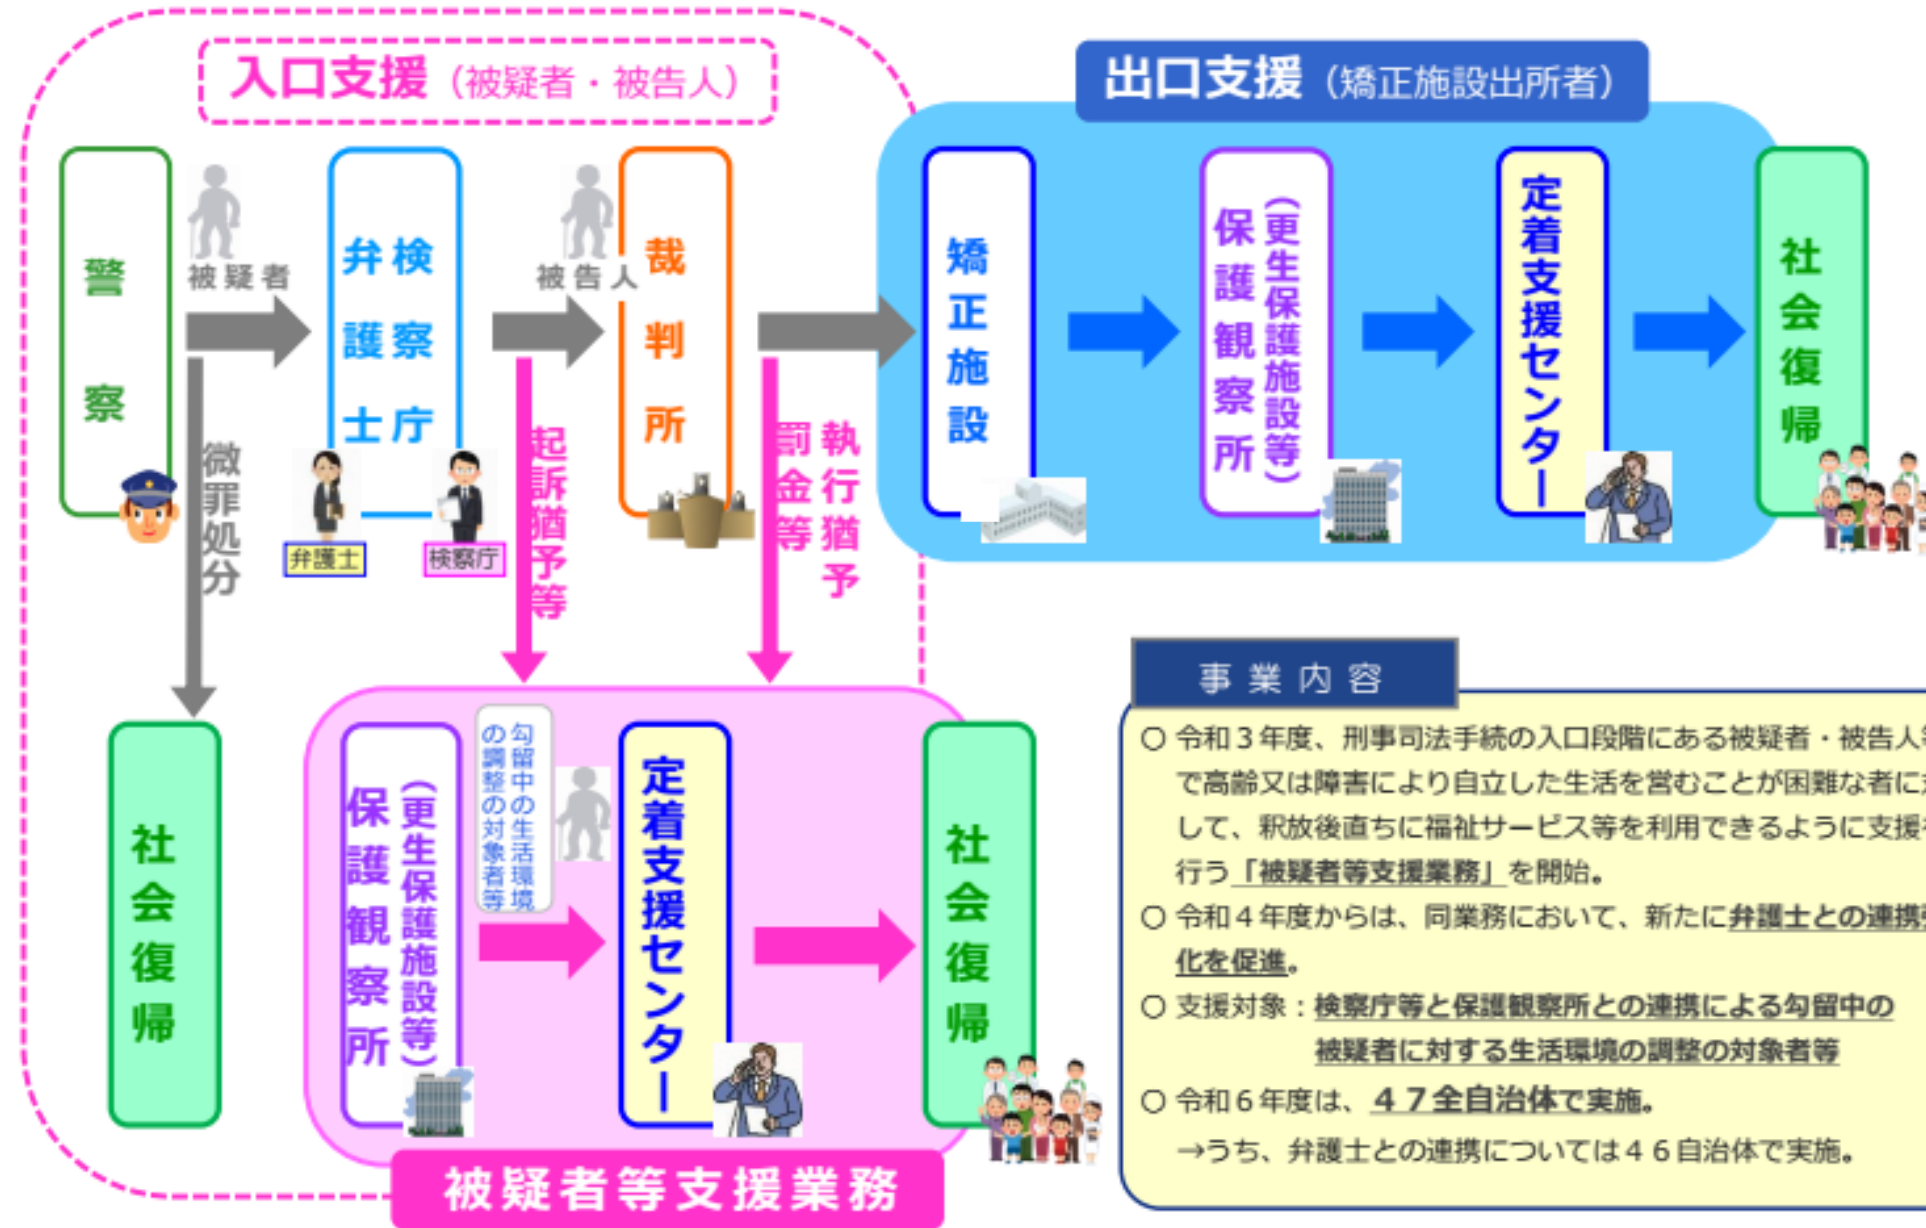 入口支援（被疑者・被告人）
出口支援（矯正施設出所者）
警察
被疑者
検察庁
弁護士
弁護士
検察庁
被告人
裁判所
矯正施設
保護観察所
（更生保護施設等）
定着支援センター
社会復帰
微罪処分
起訴猶予等
執行猶予
罰金等
社会復帰
保護観察所
（更生保護施設等）
勾留中の生活環境
の調整の対象者等
定着支援センター
社会復帰
被疑者等支援業務
事業内容
○ 令和３年度、刑事司法手続の入口段階にある被疑者・被告人
で高齢又は障害により自立した生活を営むことが困難な者に
して、釈放後直ちに福祉サービス等を利用できるように支援
行う「被疑者等支援業務」を開始。
○ 令和４年度からは、同業務において、新たに弁護士との連携
化を促進。
○ 支援対象：検察庁等と保護観察所との連携による勾留中の
被疑者に対する生活環境の調整の対象者等
○ 令和６年度は、４７全自治体で実施。
→うち、弁護士との連携については４６自治体で実施。